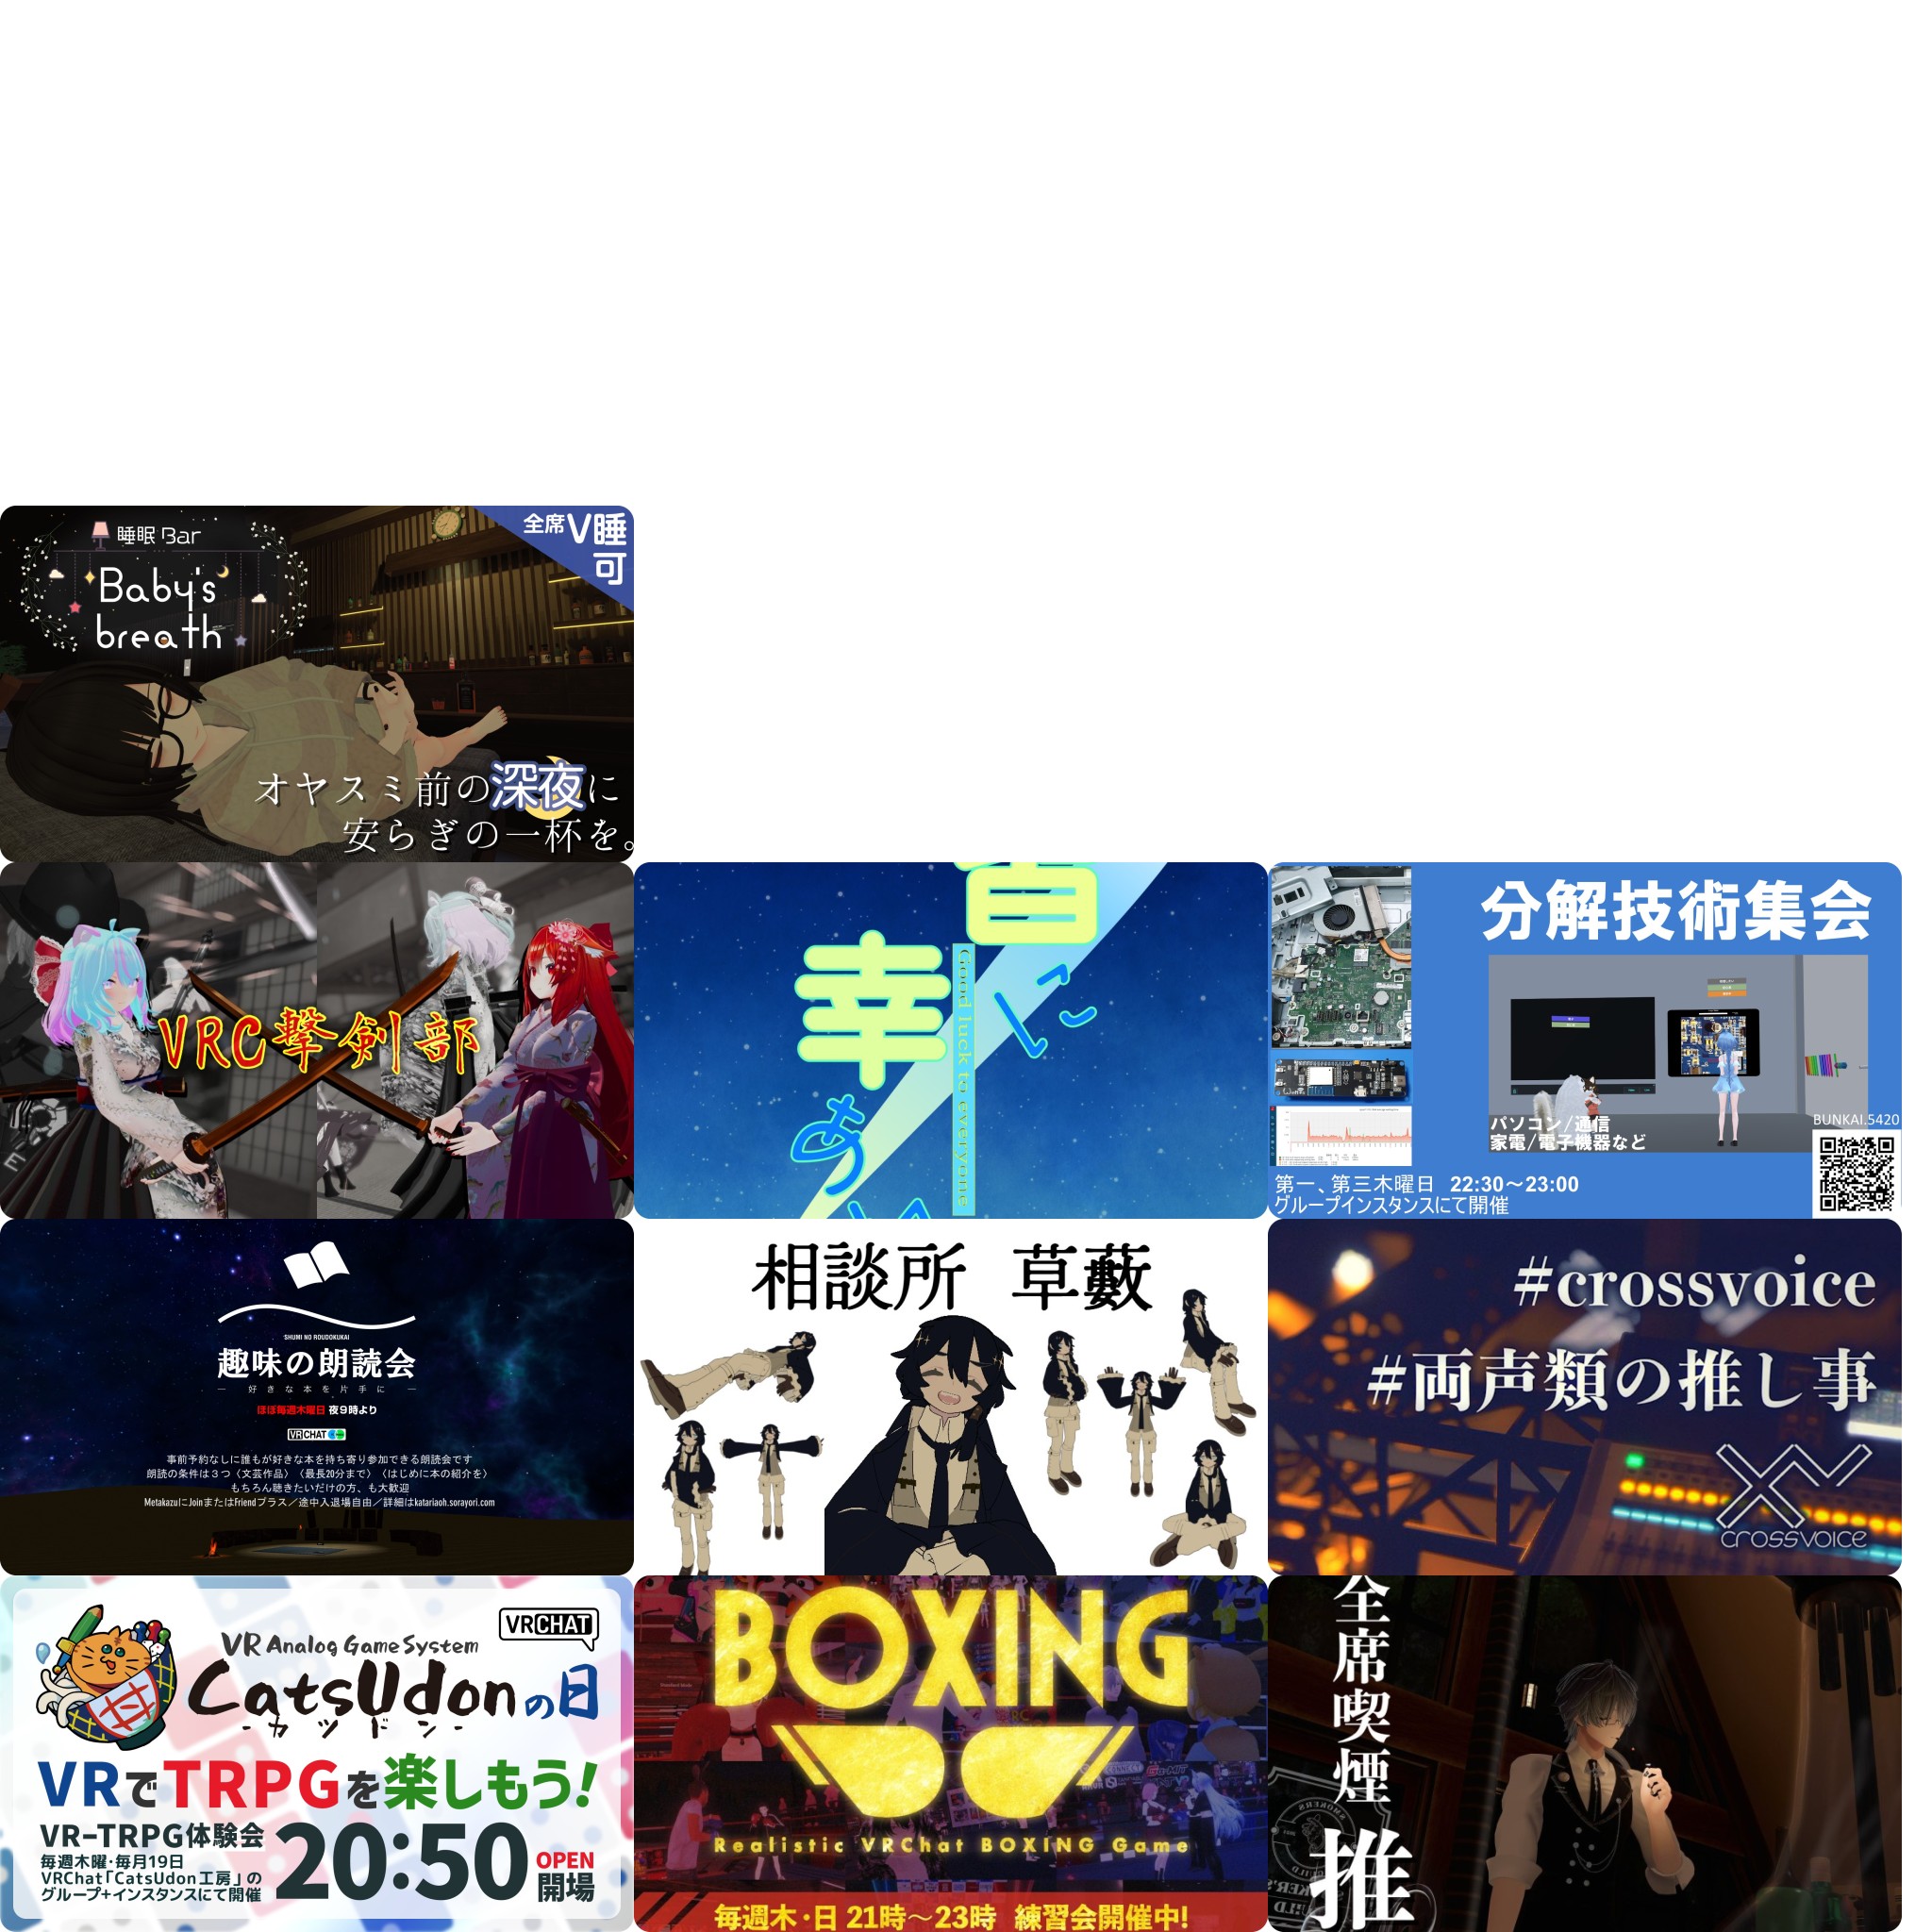 睡眠 Bar
Baby's
breath
全席V睡
可
オヤスミ前の深夜に
安らぎの一杯を。
VRC撃剣部
皆
に
幸
あ
Good luck to everyone
分解技術集会
パソコン/通信
家電/電子機器など
BUNKAI.5420
第一、第三木曜日 22:30～23:00
グループインスタンスにて開催
SHUMI NO ROUDOKUKAI
趣味の朗読会
― 好きな本を片手に ―
ほぼ毎週木曜日 夜9時より
VRCHAT
事前予約なしに誰もが好きな本を持ち寄り参加できる朗読会です
朗読の条件は3つ〈文芸作品〉〈最長20分まで〉〈はじめに本の紹介を〉
もちろん聴きたいだけの方、も大歓迎
MetakazuにJoinまたはFriendプラス／途中入退場自由／詳細はkatariaoh.sorayori.com
相談所 草藪
#crossvoice
#両声類の推し事
crossvoice
VRCHAT
VR Analog Game System
CatsUdonの日
-カツドン-
VRでTRPGを楽しもう!
VR-TRPG体験会
毎週木曜・毎月19日
VRChat「CatsUdon工房」の
グループ+インスタンスにて開催
20:50
OPEN
開場
BOXING
Realistic VRChat BOXING Game
毎週木・日 21時～23時 練習会開催中!
全席喫煙
推